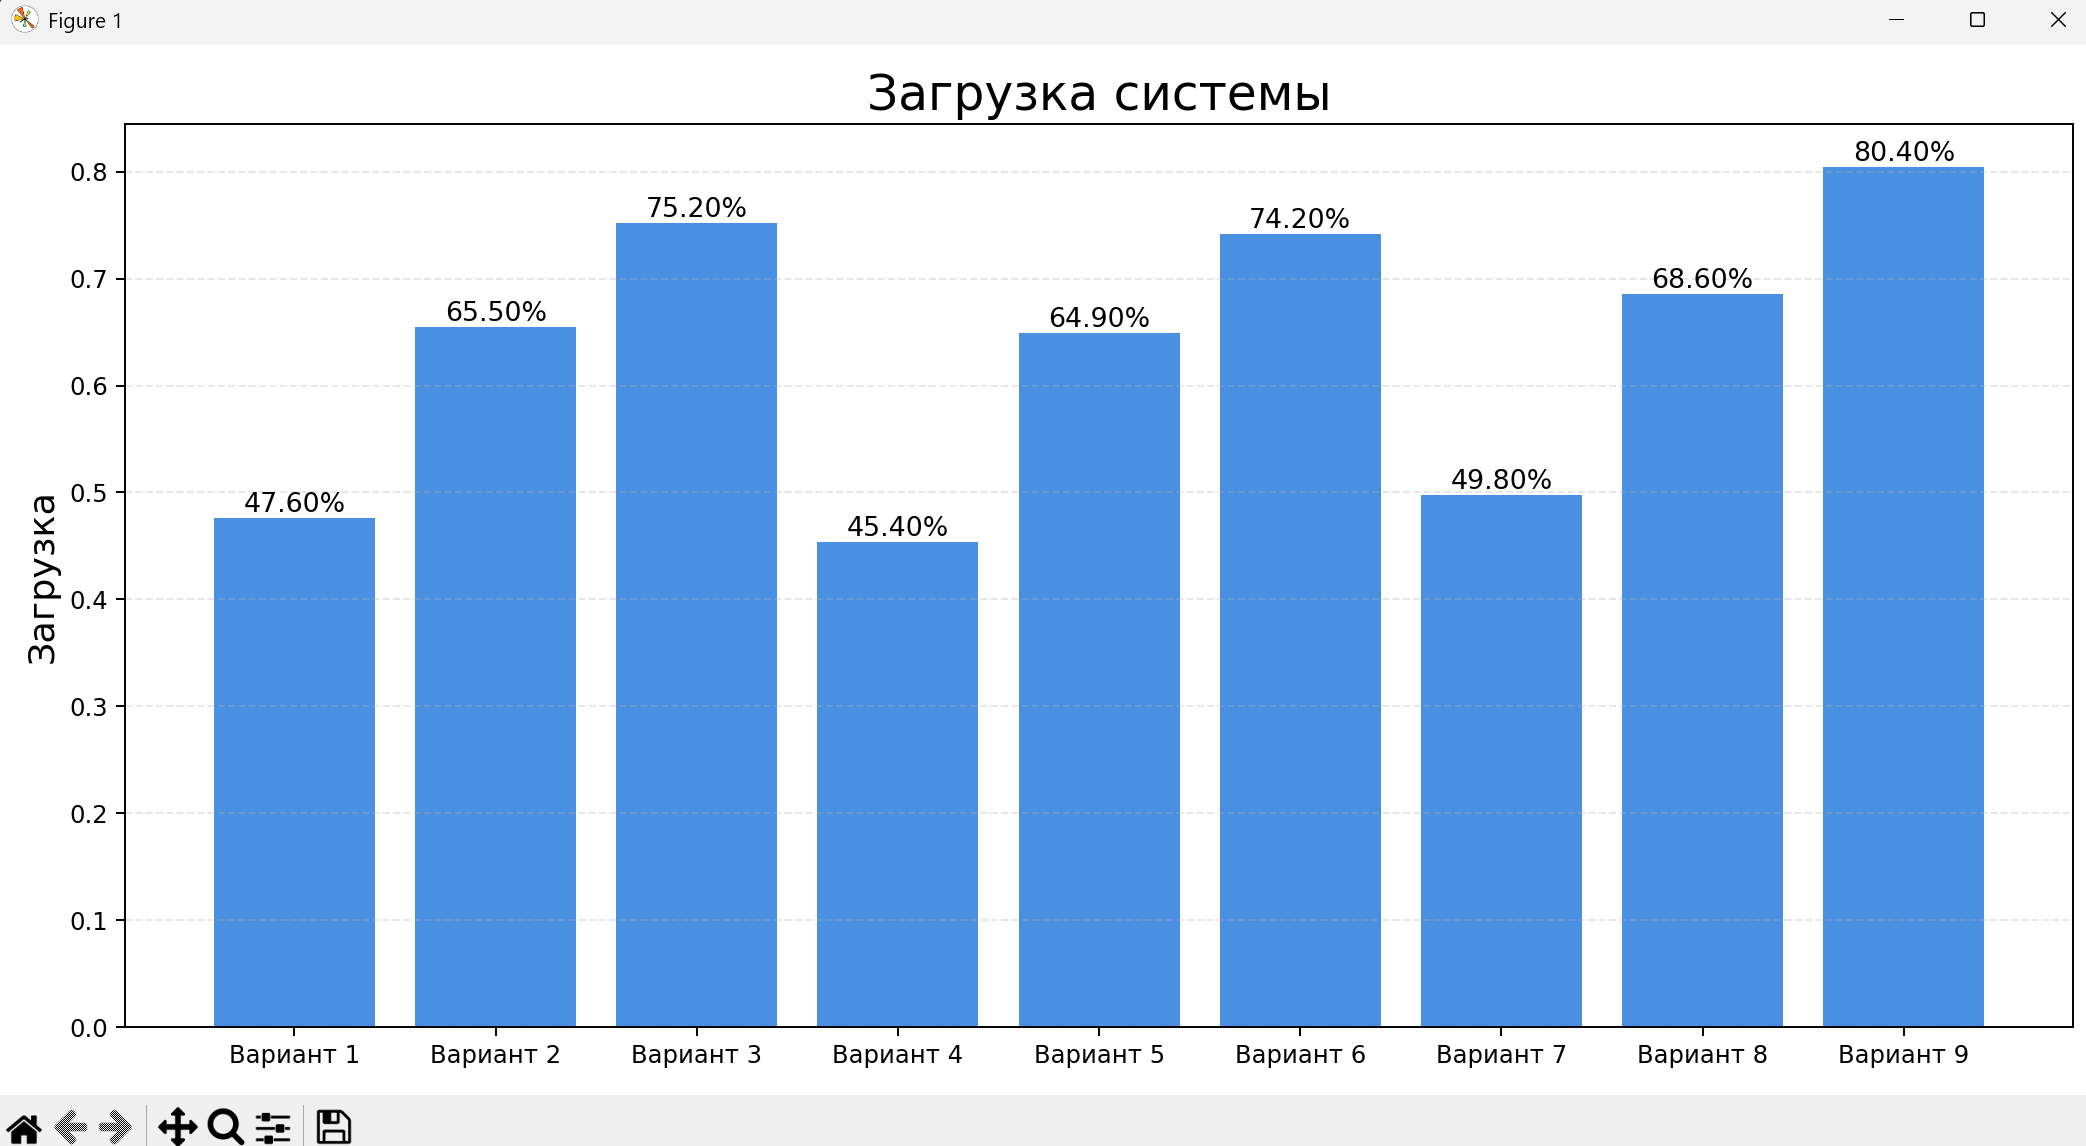 Figure 1
Загрузка системы
Загрузка
0.8
0.7
0.6
0.5
0.4
0.3
0.2
0.1
0.0
47.60%
65.50%
75.20%
45.40%
64.90%
74.20%
49.80%
68.60%
80.40%
Вариант 1
Вариант 2
Вариант 3
Вариант 4
Вариант 5
Вариант 6
Вариант 7
Вариант 8
Вариант 9